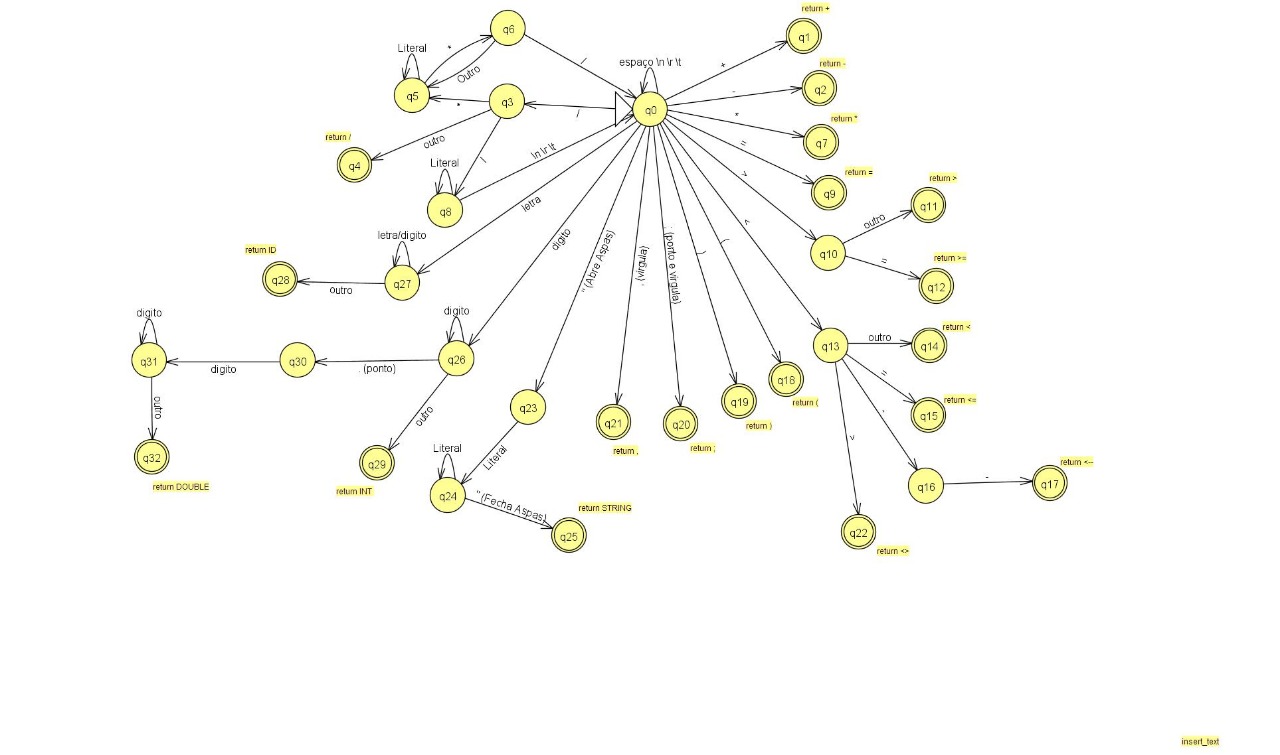 return +
q6
q1
/
+
Literal
*
Outro
espaço \n \r \t
return -
q5
q3
q0
-
q2
*
/
*
return *
q7
return /
outro
/
=
q4
Literal
\n \r \t
return =
q9
>
return >
q8
letra
outro
q11
letra/digito
digito
" (Abre Aspas)
, (virgula)
; (ponto e virgula)
)
(
<
q10
=
return >=
q12
return ID
q28
outro
q27
digito
digito
q31
digito
q30
. (ponto)
q26
q13
outro
return <
q14
=
return <=
q15
-
>
outro
q32
return DOUBLE
outro
q29
return INT
q23
Literal
q21
return ,
q20
return ;
q19
return )
q18
return (
Literal
q24
" (Fecha Aspas)
return STRING
q25
q16
-
return <--
q17
q22
return <>
insert_text